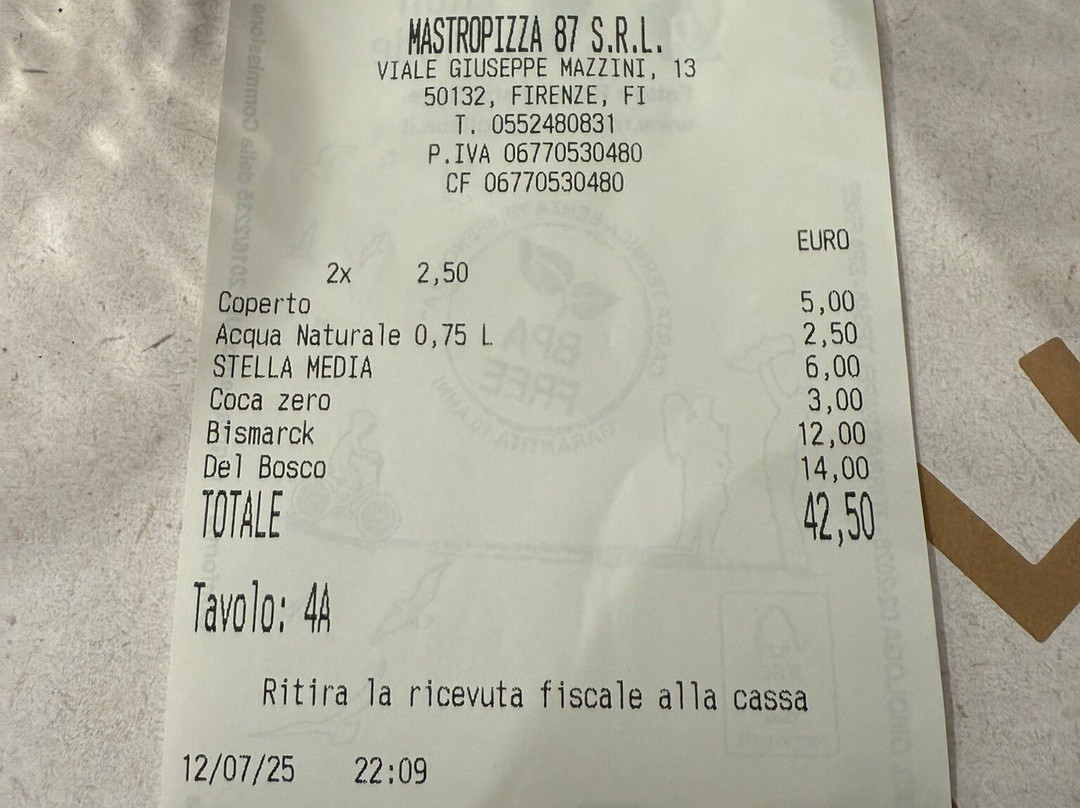 MASTROPIZZA 87 S.R.L.
VIALE GIUSEPPE MAZZINI, 13
50132, FIRENZE, FI
T. 0552480831
P.IVA 06770530480
CF 06770530480
EURO
2x 2,50
Coperto 5,00
Acqua Naturale 0,75 L 2,50
STELLA MEDIA 6,00
Coca zero 3,00
Bismarck 12,00
Del Bosco 14,00
TOTALE 42,50
Tavolo: 4A
Ritira la ricevuta fiscale alla cassa
12/07/25 22:09
BPA
FREE